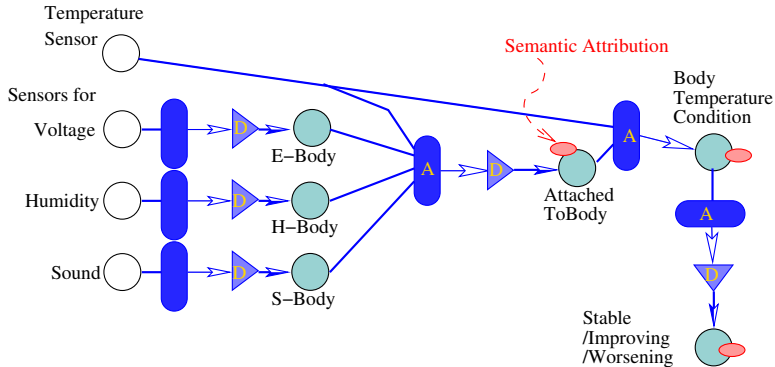 Temperature
Sensor
Semantic Attribution
Sensors for
Voltage
D
E−Body
Body
Temperature
Condition
A
A
D
Humidity
D
H−Body
Attached
ToBody
A
Sound
D
S−Body
D
Stable
/Improving
/Worsening